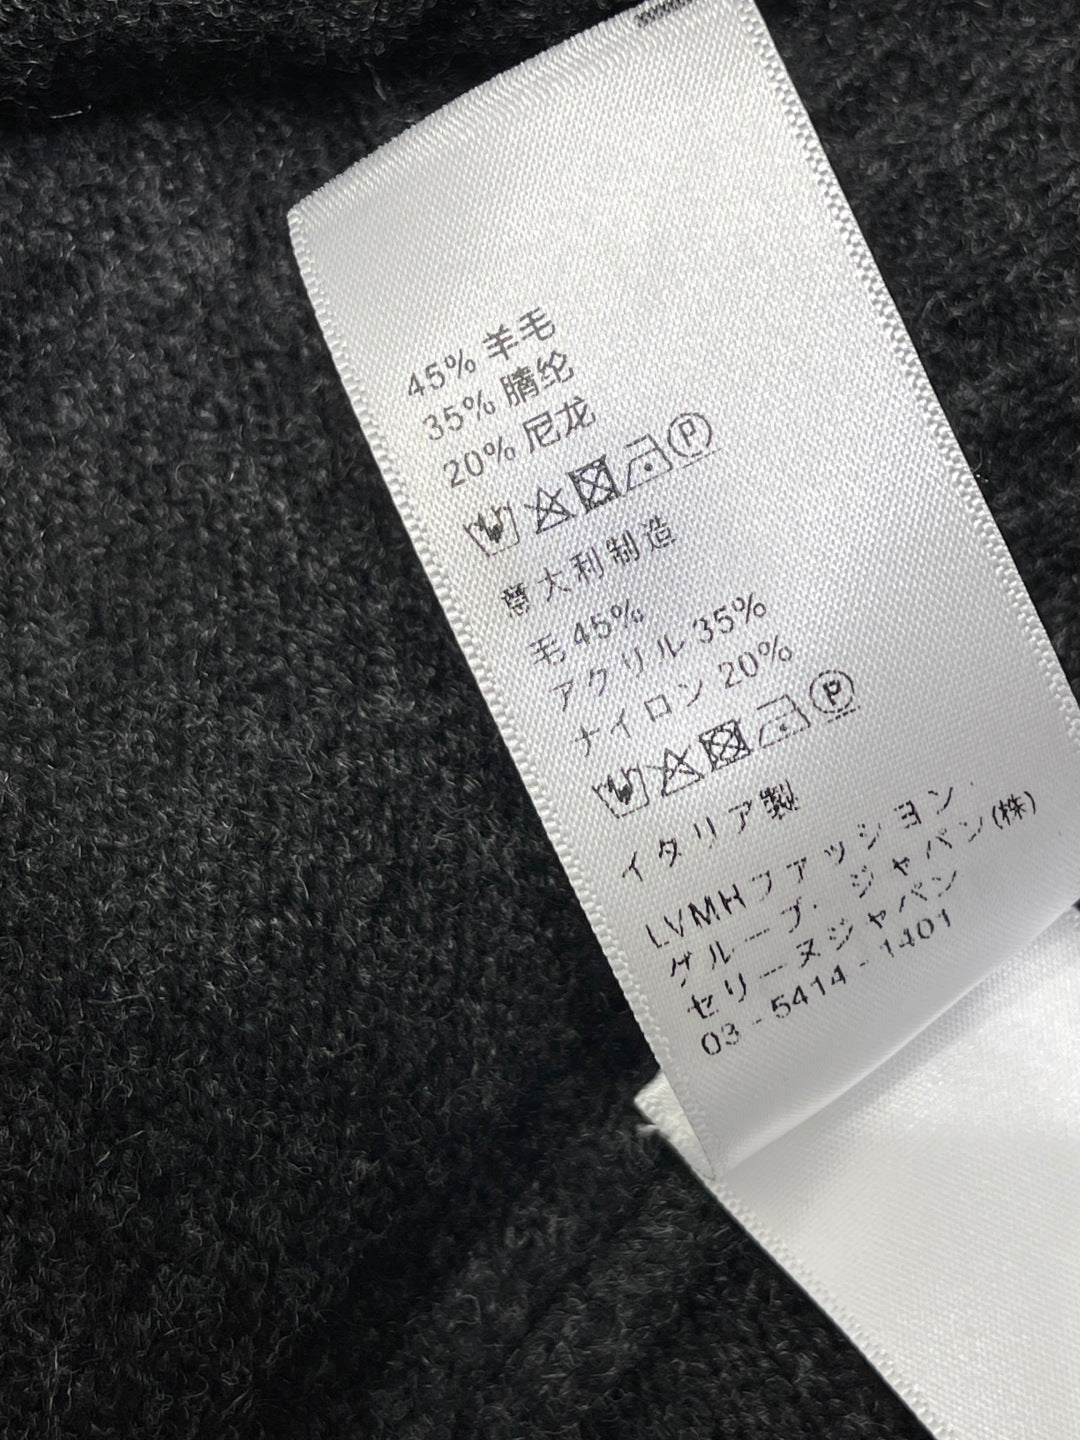 45% 羊毛
35% 腈纶
20% 尼龙
意大利制造
毛 45%
アクリル 35%
ナイロン 20%
イタリア製
LVMHファッション・
グループ・ジャパン(株)
セリーヌジャパン
03-5414-1401